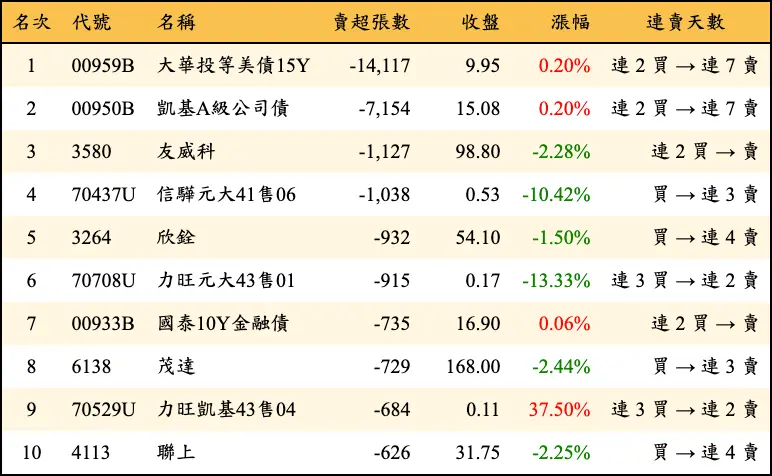 名次 代號 名稱 賣超張數 收盤 漲幅 連賣天數
1 00959B 大華投等美債15Y -14,117 9.95 0.20% 連 2 買 → 連 7 賣
2 00950B 凱基A級公司債 -7,154 15.08 0.20% 連 2 買 → 連 7 賣
3 3580 友威科 -1,127 98.80 -2.28% 連 2 買 → 賣
4 70437U 信驊元大41售06 -1,038 0.53 -10.42% 買 → 連 3 賣
5 3264 欣銓 -932 54.10 -1.50% 買 → 連 4 賣
6 70708U 力旺元大43售01 -915 0.17 -13.33% 連 3 買 → 連 2 賣
7 00933B 國泰10Y金融債 -735 16.90 0.06% 連 2 買 → 賣
8 6138 茂達 -729 168.00 -2.44% 買 → 連 3 賣
9 70529U 力旺凱基43售04 -684 0.11 37.50% 連 3 買 → 連 2 賣
10 4113 聯上 -626 31.75 -2.25% 買 → 連 4 賣